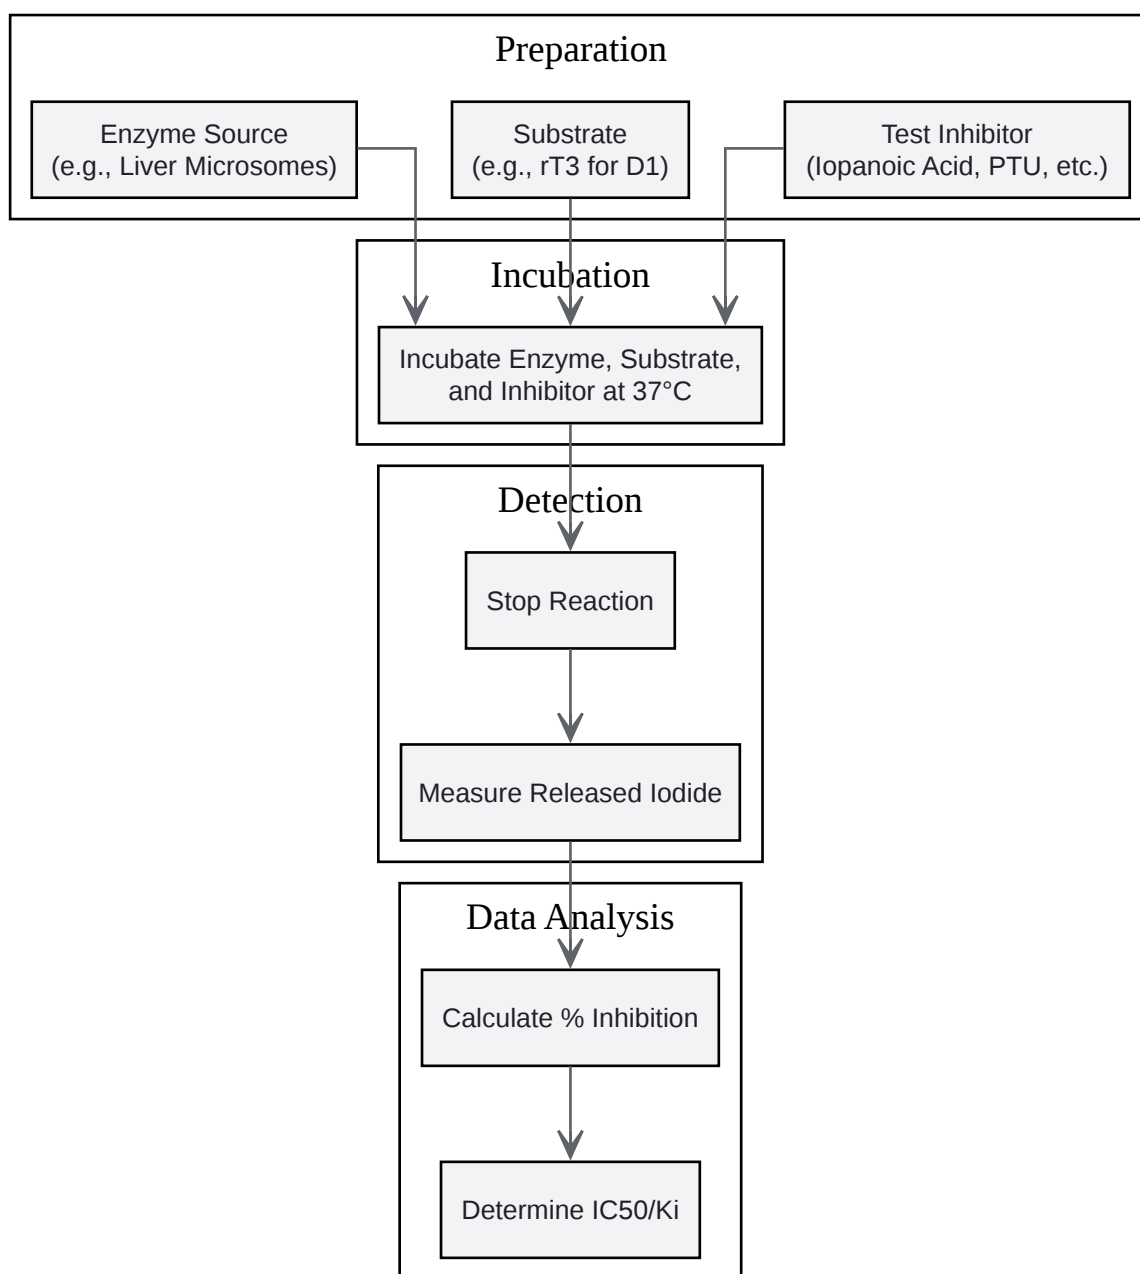 Preparation
Enzyme Source
(e.g., Liver Microsomes)
Substrate
(e.g., rT3 for D1)
Test Inhibitor
(Iopanoic Acid, PTU, etc.)
Incubation
Incubate Enzyme, Substrate,
and Inhibitor at 37°C
Detection
Stop Reaction
Measure Released Iodide
Data Analysis
Calculate % Inhibition
Determine IC50/Ki